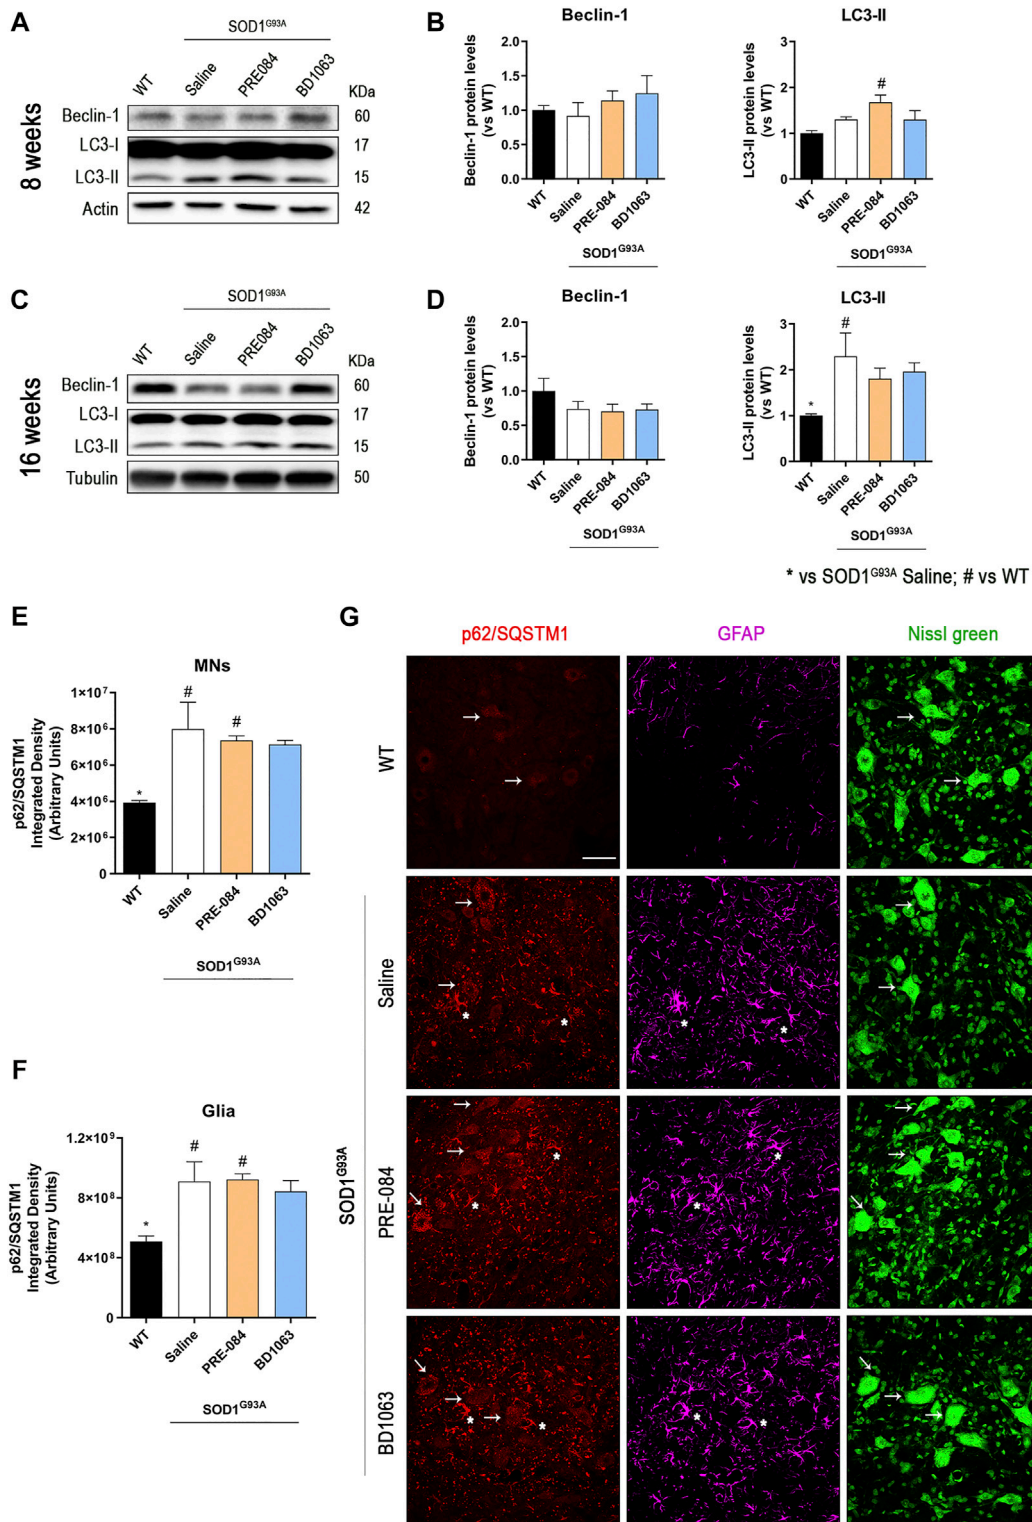 A
SOD1G93A
WT
Saline
PRE084
BD1063
KDa
8 weeks
Beclin-1
60
LC3-I
17
LC3-II
15
Actin
42
B
Beclin-1
Beclin-1 protein levels
(vs WT)
2.0
1.5
1.0
0.5
0.0
WT
Saline
PRE-084
BD1063
SOD1G93A
LC3-II
LC3-II protein levels
(vs WT)
3
2
1
0
#
WT
Saline
PRE-084
BD1063
SOD1G93A
C
SOD1G93A
WT
Saline
PRE084
BD1063
KDa
16 weeks
Beclin-1
60
LC3-I
17
LC3-II
15
Tubulin
50
D
Beclin-1
Beclin-1 protein levels
(vs WT)
2.0
1.5
1.0
0.5
0.0
WT
Saline
PRE-084
BD1063
SOD1G93A
LC3-II
LC3-II protein levels
(vs WT)
3
2
1
0
*
#
WT
Saline
PRE-084
BD1063
SOD1G93A
* vs SOD1G93A Saline; # vs WT
E
MNs
p62/SQSTM1
Integrated Density
(Arbitrary Units)
1×10⁷
8×10⁶
6×10⁶
4×10⁶
2×10⁶
0
*
#
#
WT
Saline
PRE-084
BD1063
SOD1G93A
F
Glia
p62/SQSTM1
Integrated Density
(Arbitrary Units)
1.2×10⁹
8×10⁸
4×10⁸
0
*
#
#
WT
Saline
PRE-084
BD1063
SOD1G93A
G
p62/SQSTM1
GFAP
Nissl green
WT
SOD1G93A
Saline
* * * *
PRE-084
* * * *
BD1063
* * * *